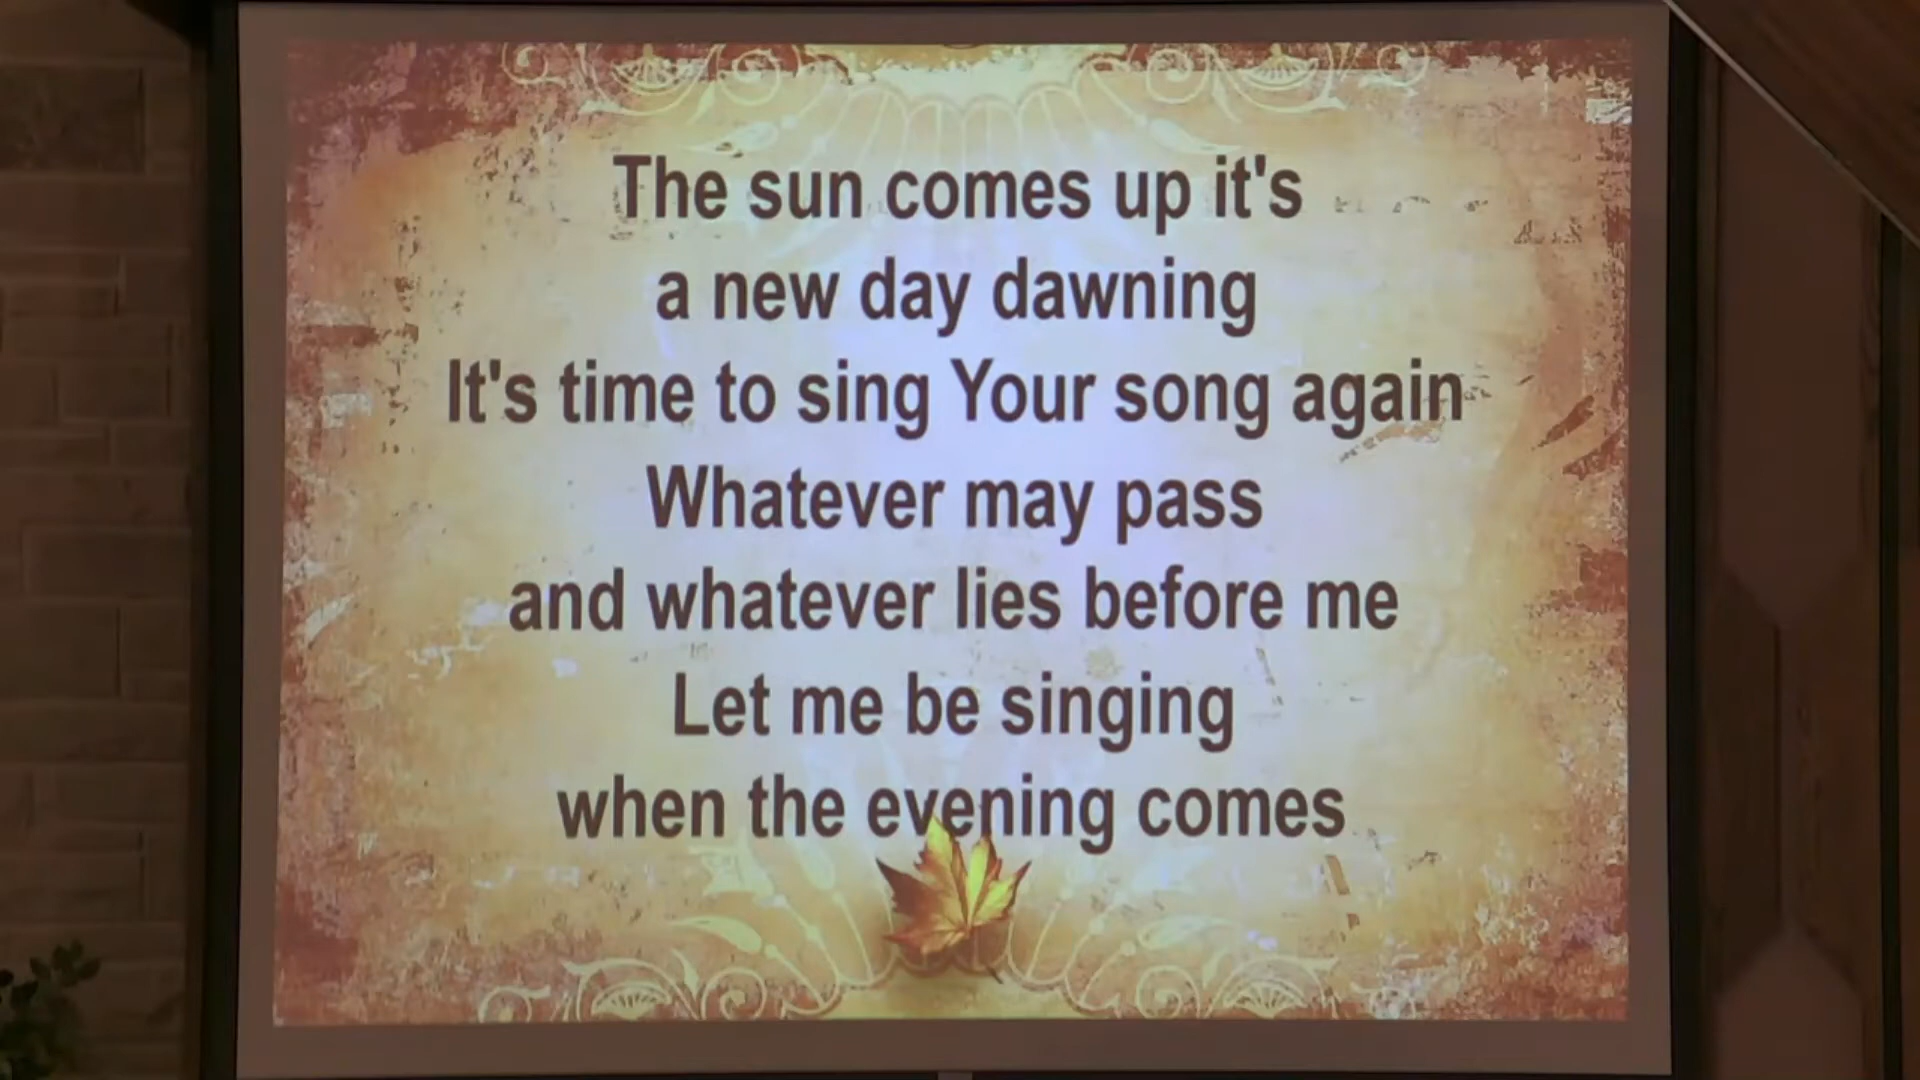 The sun comes up it's
a new day dawning
It's time to sing Your song again
Whatever may pass
and whatever lies before me
Let me be singing
when the evening comes